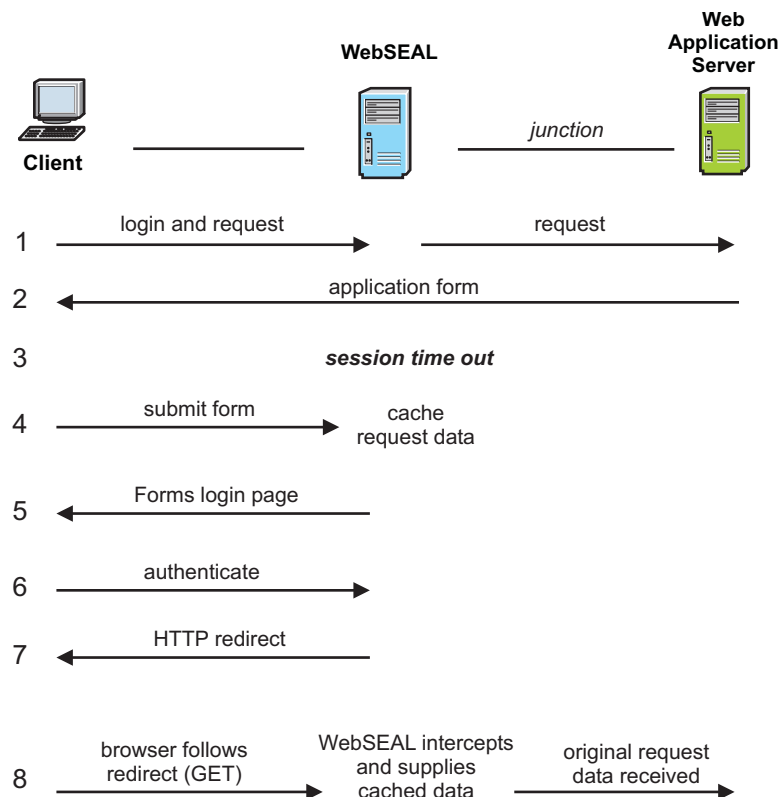 Web
Application
Server
WebSEAL
junction
Client
1 login and request request
2 application form
3 session time out
4 submit form cache
request data
5 Forms login page
6 authenticate
7 HTTP redirect
8 browser follows
redirect (GET)
WebSEAL intercepts
and supplies
cached data
original request
data received